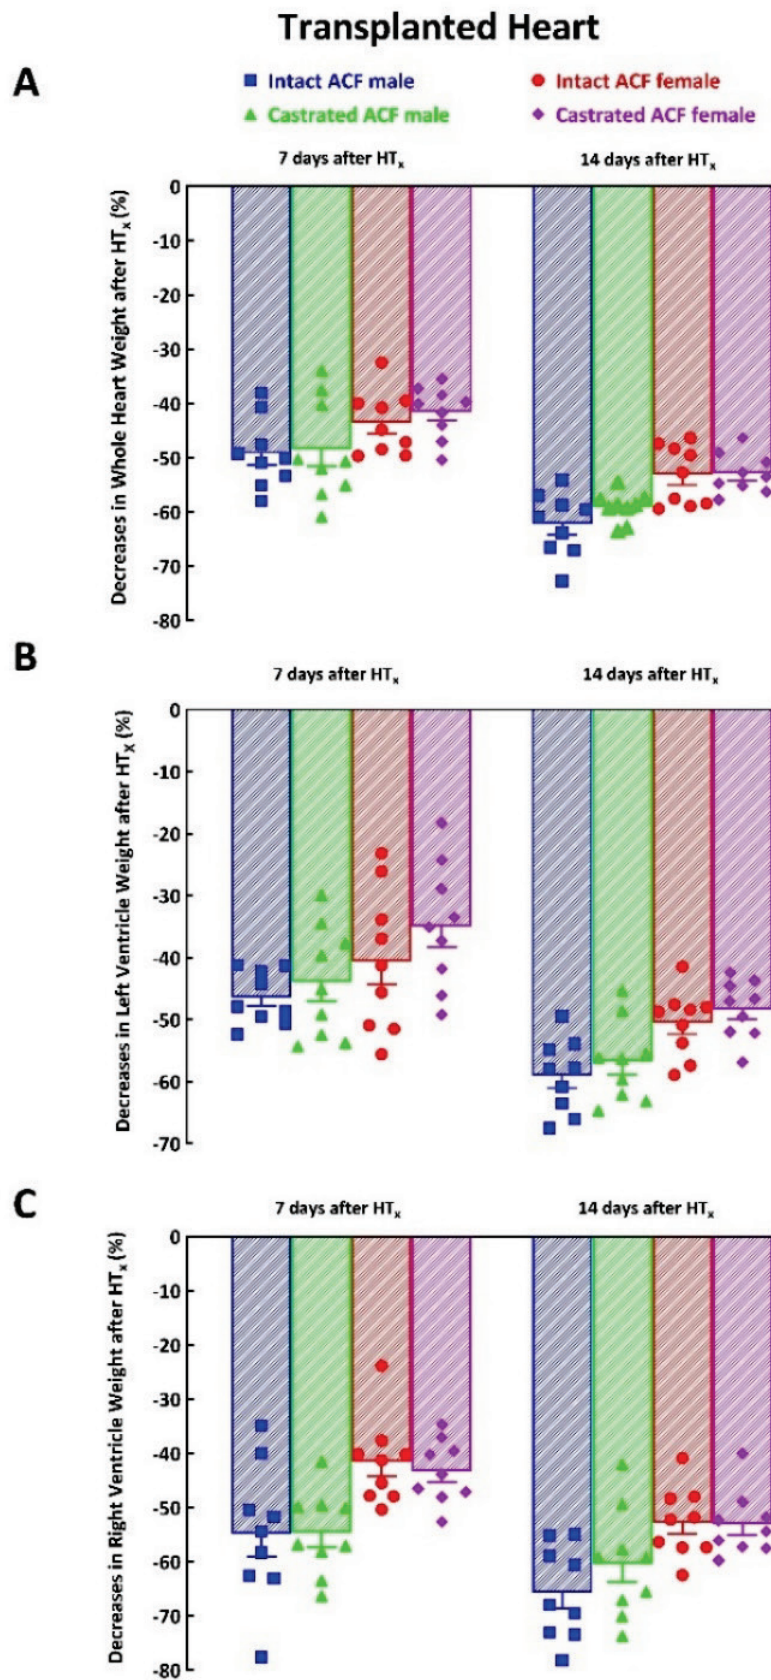 Transplanted Heart
A
Intact ACF male
Intact ACF female
Castrated ACF male
Castrated ACF female
7 days after HTx
14 days after HTx
Decreases in Whole Heart Weight after HTx (%)
0
-10
-20
-30
-40
-50
-60
-70
-80
B
7 days after HTx
14 days after HTx
Decreases in Left Ventricle Weight after HTX (%)
0
-10
-20
-30
-40
-50
-60
-70
C
7 days after HTx
14 days after HTx
Decreases in Right Ventricle Weight after HTx (%)
0
-10
-20
-30
-40
-50
-60
-70
-80